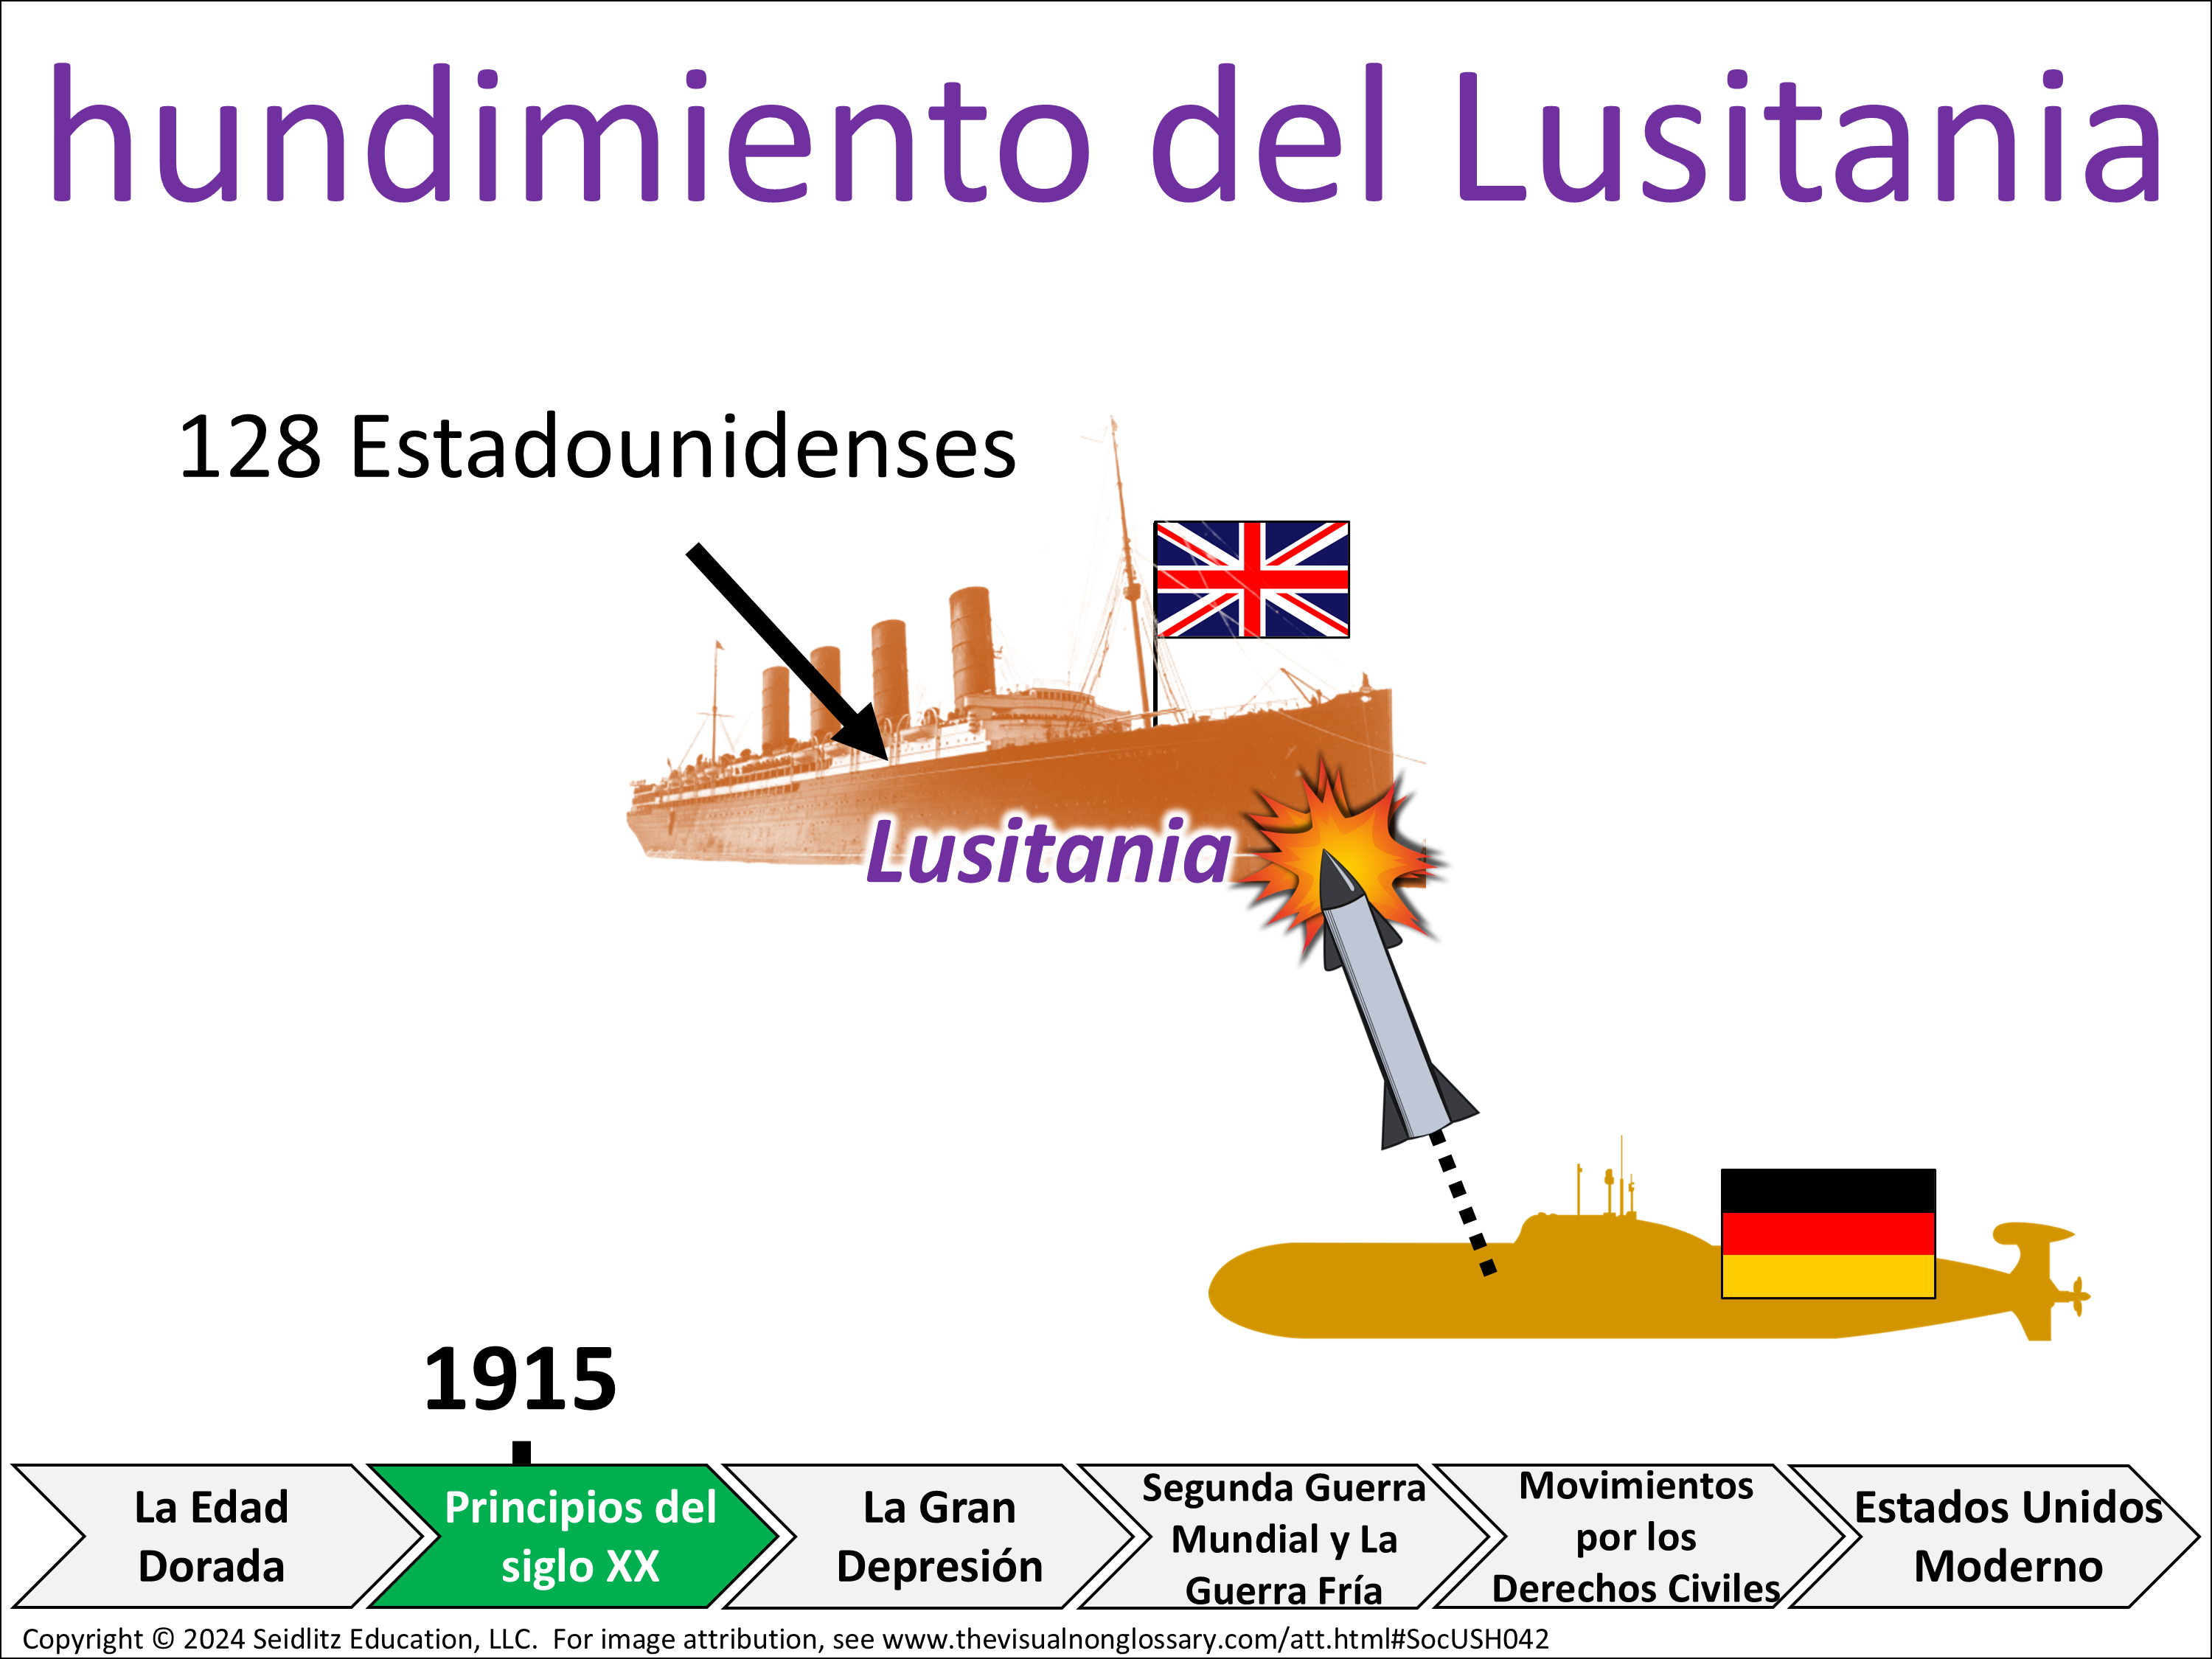 hundimiento del Lusitania
128 Estadounidenses
Lusitania
1915
La Edad
Dorada
Principios del
siglo XX
La Gran
Depresión
Segunda Guerra
Mundial y La
Guerra Fría
Movimientos
por los
Derechos Civiles
Estados Unidos
Moderno
Copyright © 2024 Seidlitz Education, LLC.  For image attribution, see www.thevisualnonglossary.com/att.html#SocUSH042